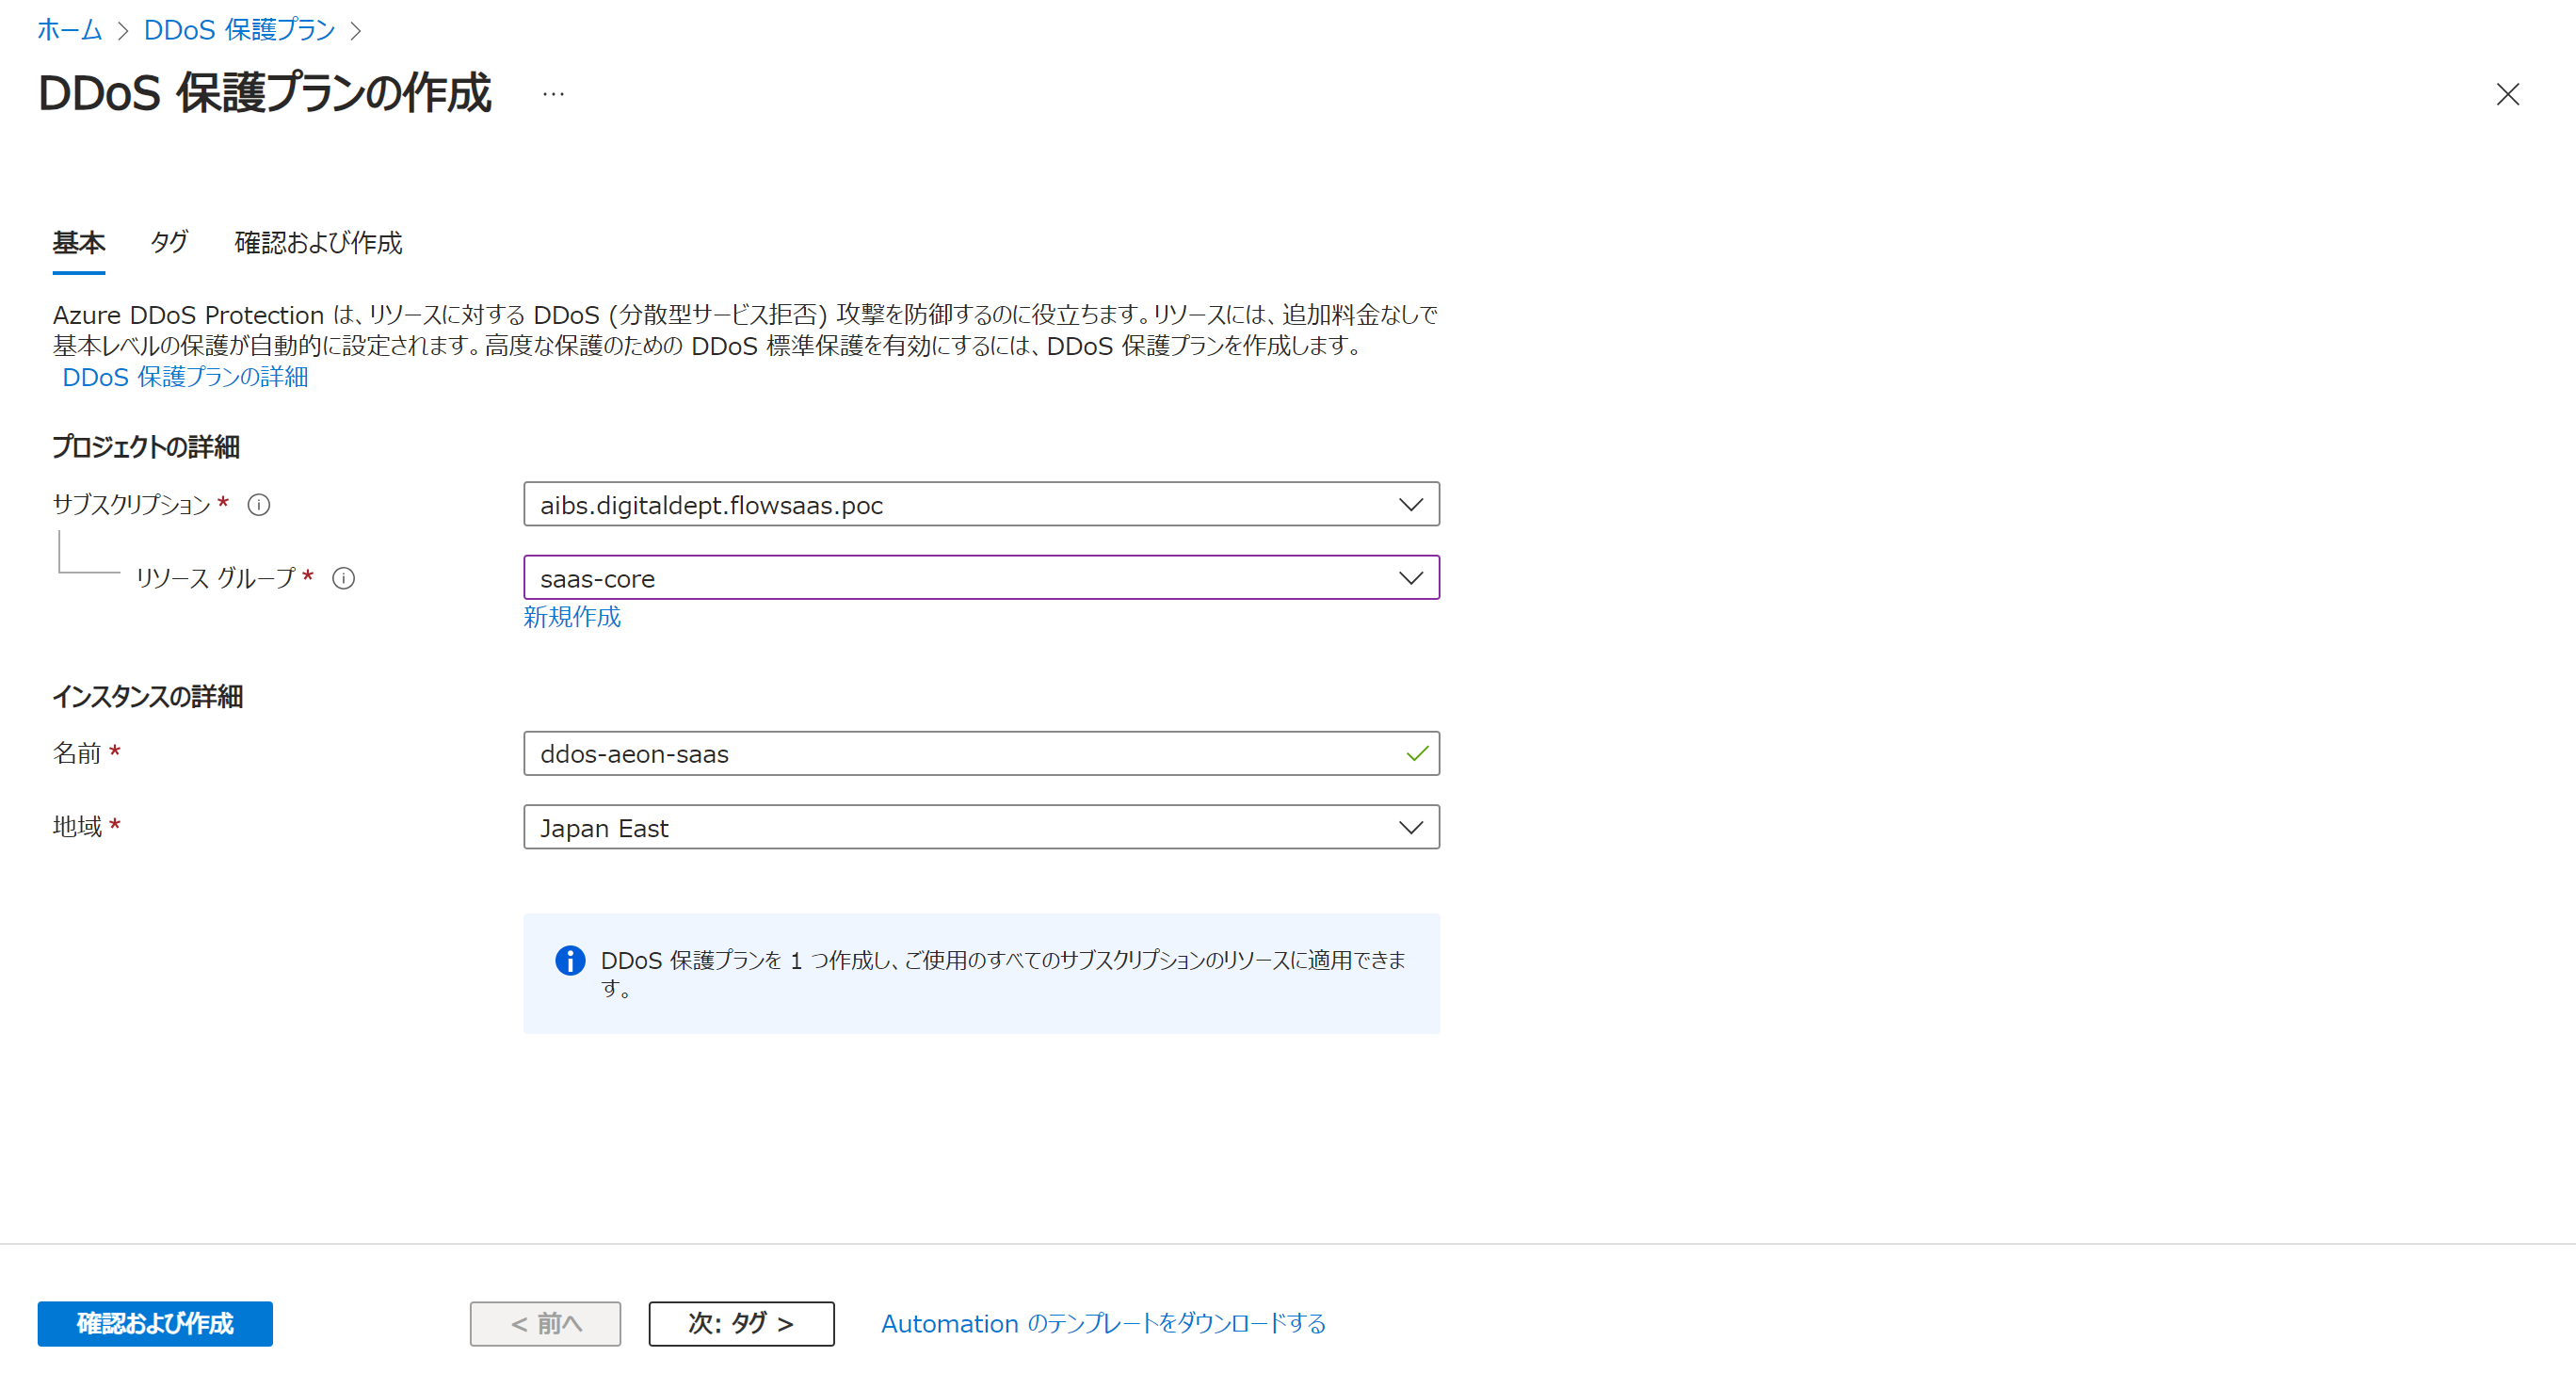 ホーム > DDoS 保護プラン >
DDoS 保護プランの作成 ...
基本 タグ 確認および作成
Azure DDoS Protection は、リソースに対する DDoS (分散型サービス拒否) 攻撃を防御するのに役立ちます。リソースには、追加料金なしで
基本レベルの保護が自動的に設定されます。高度な保護のための DDoS 標準保護を有効にするには、DDoS 保護プランを作成します。
DDoS 保護プランの詳細
プロジェクトの詳細
サブスクリプション * aibs.digitaldept.flowsaas.poc
リソース グループ * saas-core
新規作成
インスタンスの詳細
名前 * ddos-aeon-saas
地域 * Japan East
DDoS 保護プランを 1 つ作成し、ご使用のすべてのサブスクリプションのリソースに適用できま
す。
確認および作成 < 前へ 次: タグ > Automation のテンプレートをダウンロードする